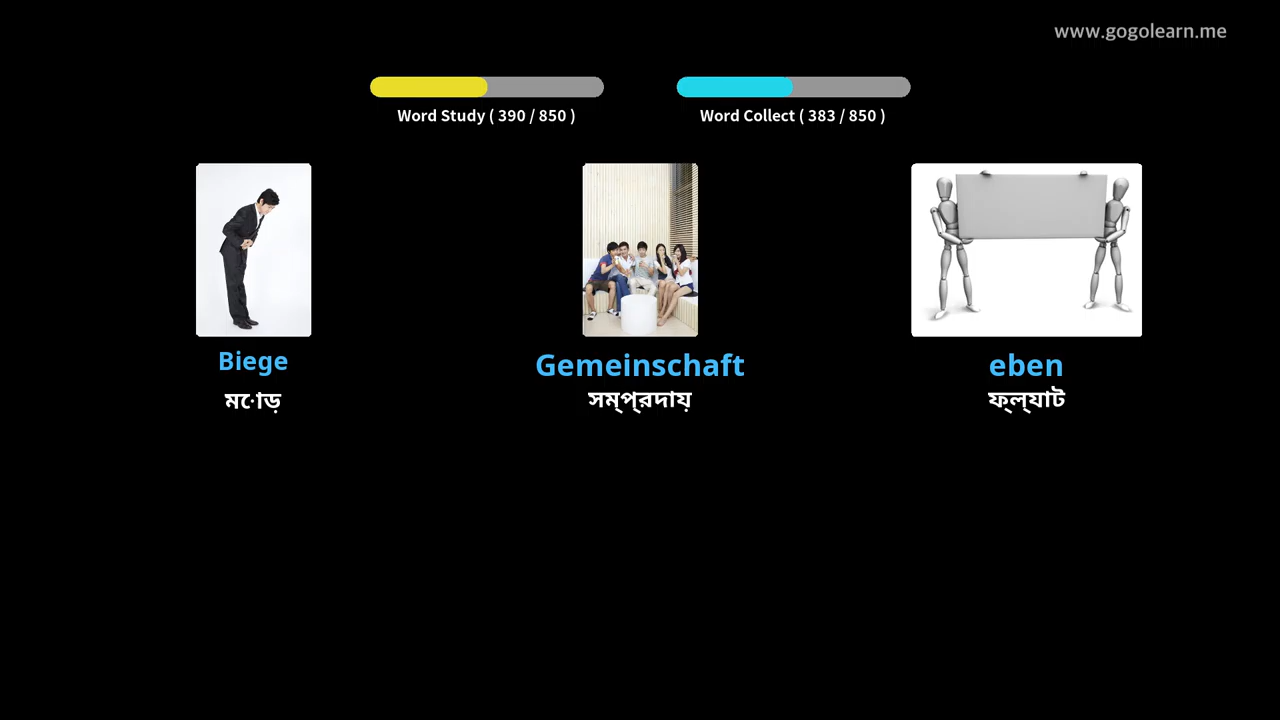 www.gogolearn.me
Word Study ( 390 / 850 )
Word Collect ( 383 / 850 )
Biege
মোড়
Gemeinschaft
সম্প্রদায়
eben
ফ্ল্যাট